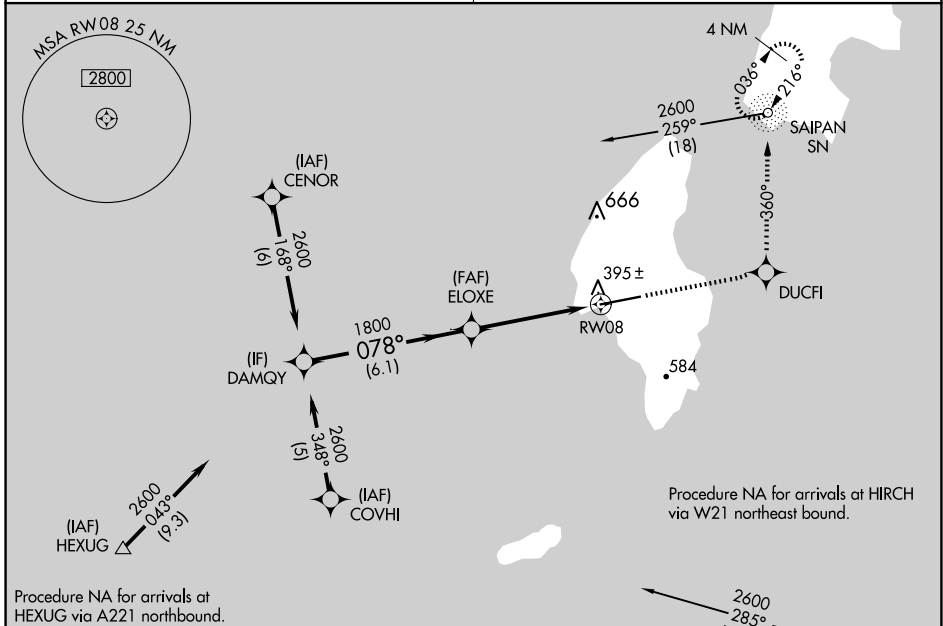 MSA RW08 25 NM
2800
4 NM
036°
216°
SAIPAN
SN
2600
259°
(18)
(IAF)
CENOR
2600
168°
(6)
666
360°
395±
(FAF)
ELOXE
DUCFI
RW08
1800
078°
(6.1)
(IF)
DAMQY
584
2600
348°
(5)
(IAF)
COVHI
2600
043°
(9.3)
(IAF)
HEXUG
Procedure NA for arrivals at HIRCH
via W21 northeast bound.
Procedure NA for arrivals at
HEXUG via A221 northbound.
2600
285°